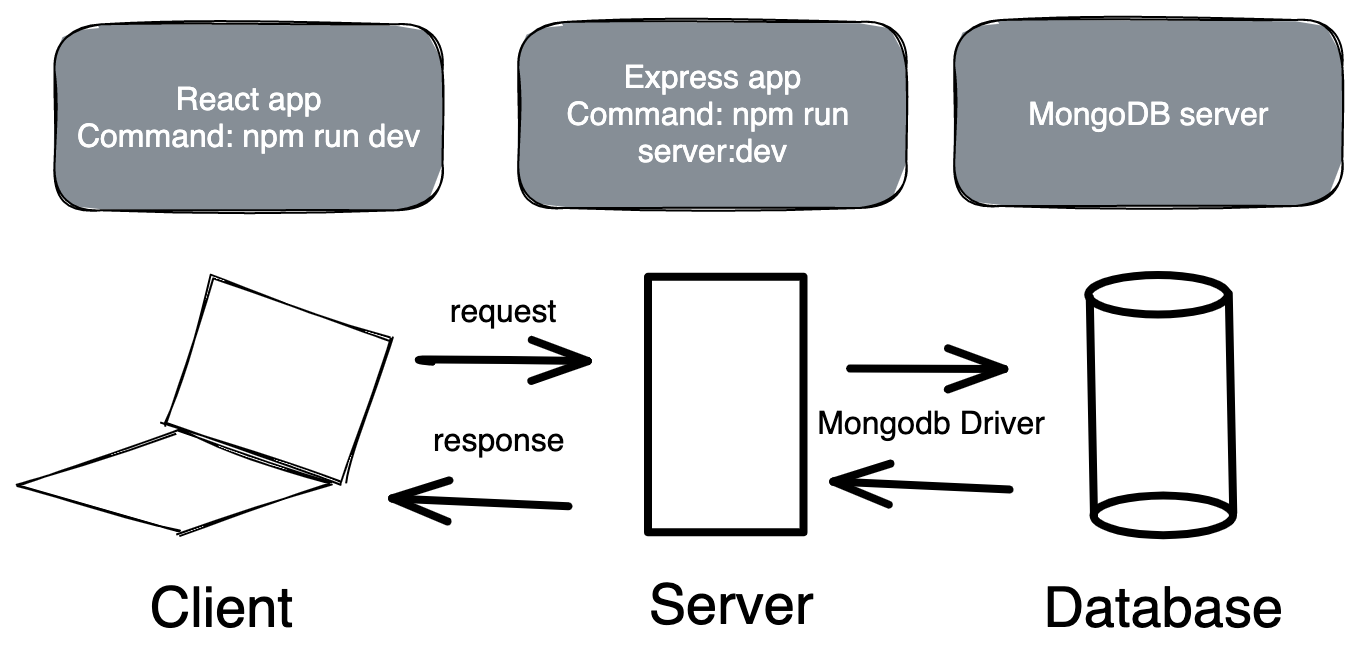 React app
Command: npm run dev
Express app
Command: npm run
server:dev
MongoDB server
request
response
Mongodb Driver
Client
Server
Database